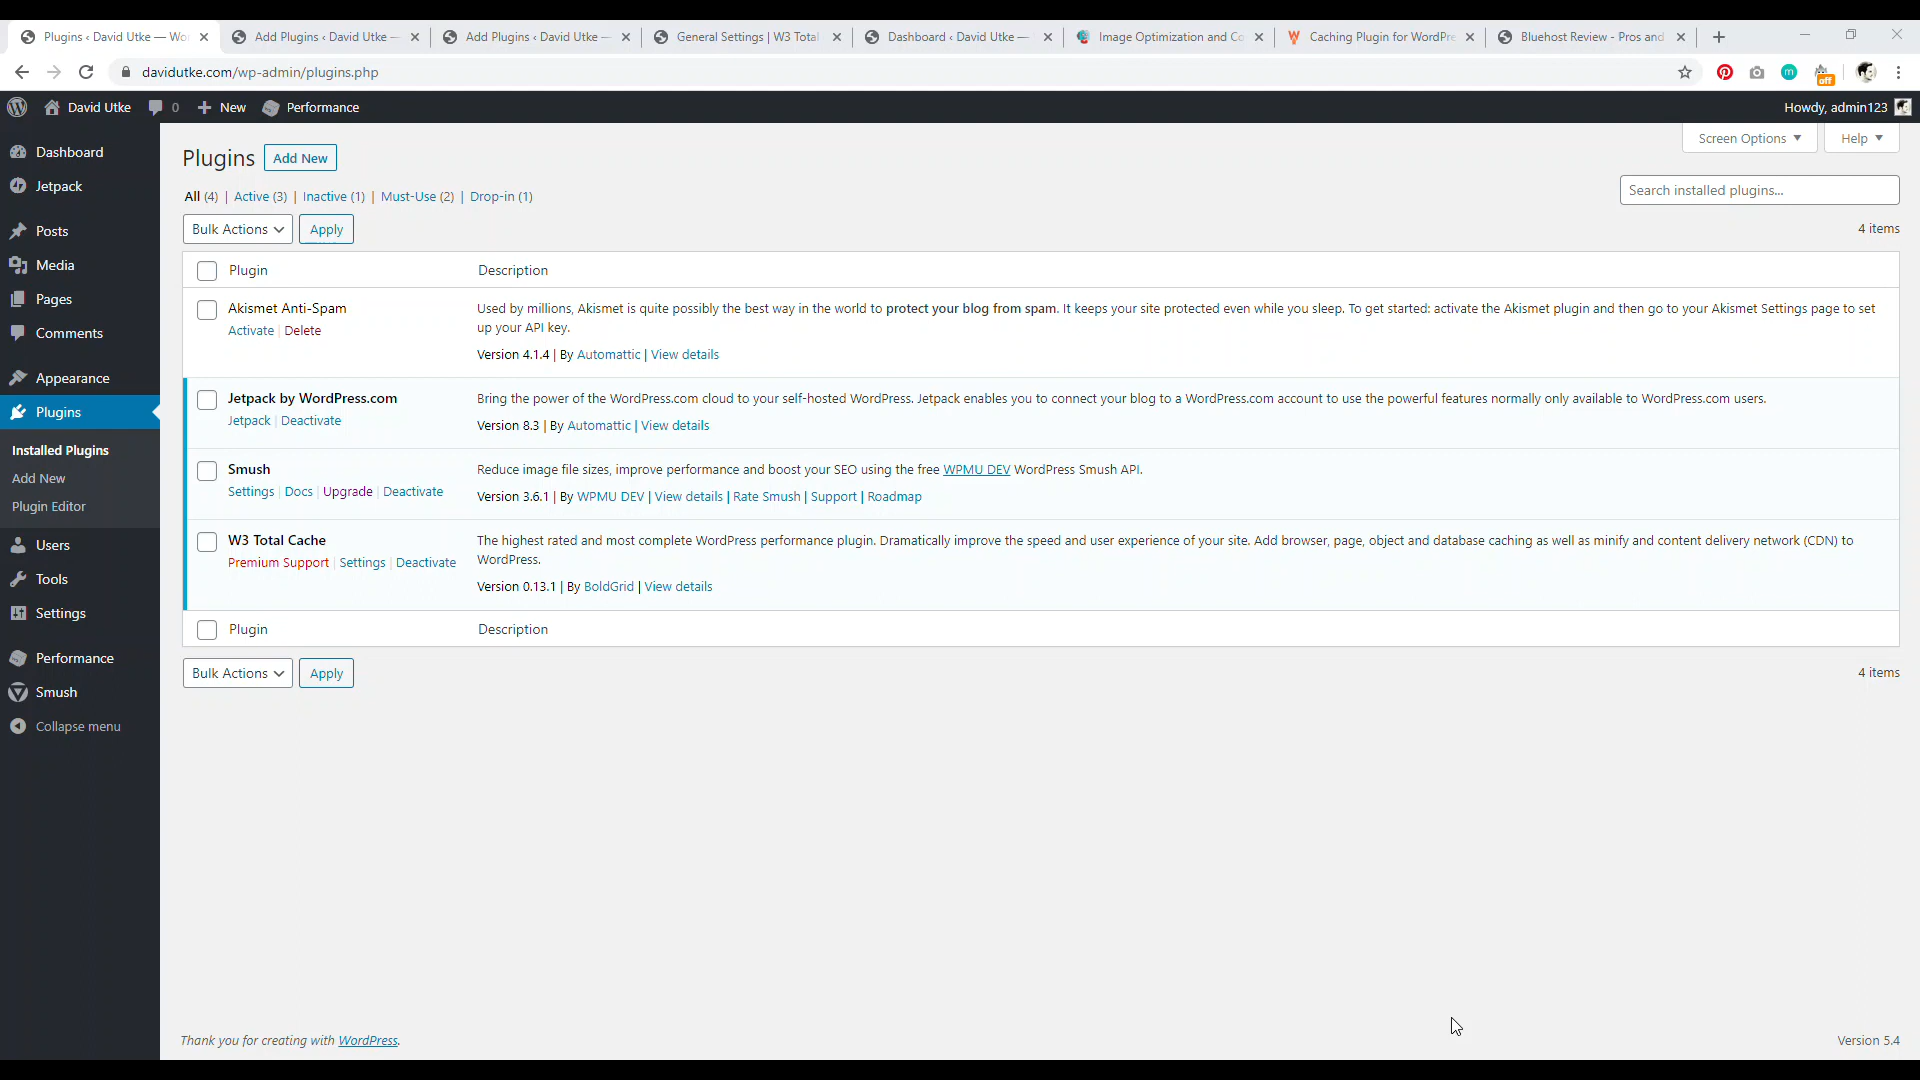 Plugins ‹ David Utke — Wo
Add Plugins ‹ David Utke —
Add Plugins ‹ David Utke —
General Settings | W3 Total
Dashboard ‹ David Utke —
Image Optimization and Co
Caching Plugin for WordPre
Bluehost Review - Pros and
davidutke.com/wp-admin/plugins.php
m
off
David Utke
0
New
Performance
Howdy, admin123
Dashboard
Jetpack
Posts
Media
Pages
Comments
Appearance
Plugins
Installed Plugins
Add New
Plugin Editor
Users
Tools
Settings
Performance
Smush
Collapse menu
Screen Options
Help
Plugins
Add New
All (4) | Active (3) | Inactive (1) | Must-Use (2) | Drop-in (1)
Search installed plugins...
Bulk Actions
Apply
4 items
Plugin
Description
Akismet Anti-Spam
Activate | Delete
Used by millions, Akismet is quite possibly the best way in the world to protect your blog from spam. It keeps your site protected even while you sleep. To get started: activate the Akismet plugin and then go to your Akismet Settings page to set
up your API key.
Version 4.1.4 | By Automattic | View details
Jetpack by WordPress.com
Jetpack | Deactivate
Bring the power of the WordPress.com cloud to your self-hosted WordPress. Jetpack enables you to connect your blog to a WordPress.com account to use the powerful features normally only available to WordPress.com users.
Version 8.3 | By Automattic | View details
Smush
Settings | Docs | Upgrade | Deactivate
Reduce image file sizes, improve performance and boost your SEO using the free WPMU DEV WordPress Smush API.
Version 3.6.1 | By WPMU DEV | View details | Rate Smush | Support | Roadmap
W3 Total Cache
Premium Support | Settings | Deactivate
The highest rated and most complete WordPress performance plugin. Dramatically improve the speed and user experience of your site. Add browser, page, object and database caching as well as minify and content delivery network (CDN) to
WordPress.
Version 0.13.1 | By BoldGrid | View details
Plugin
Description
Bulk Actions
Apply
4 items
Thank you for creating with WordPress.
Version 5.4